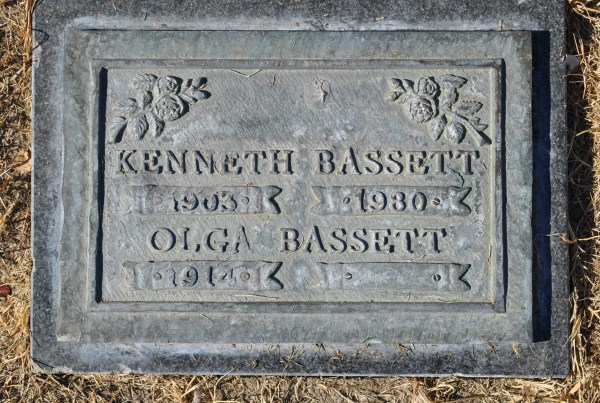 KENNETH BASSETT
·1903· ·1980·
OLGA BASSETT
·1914· · ·